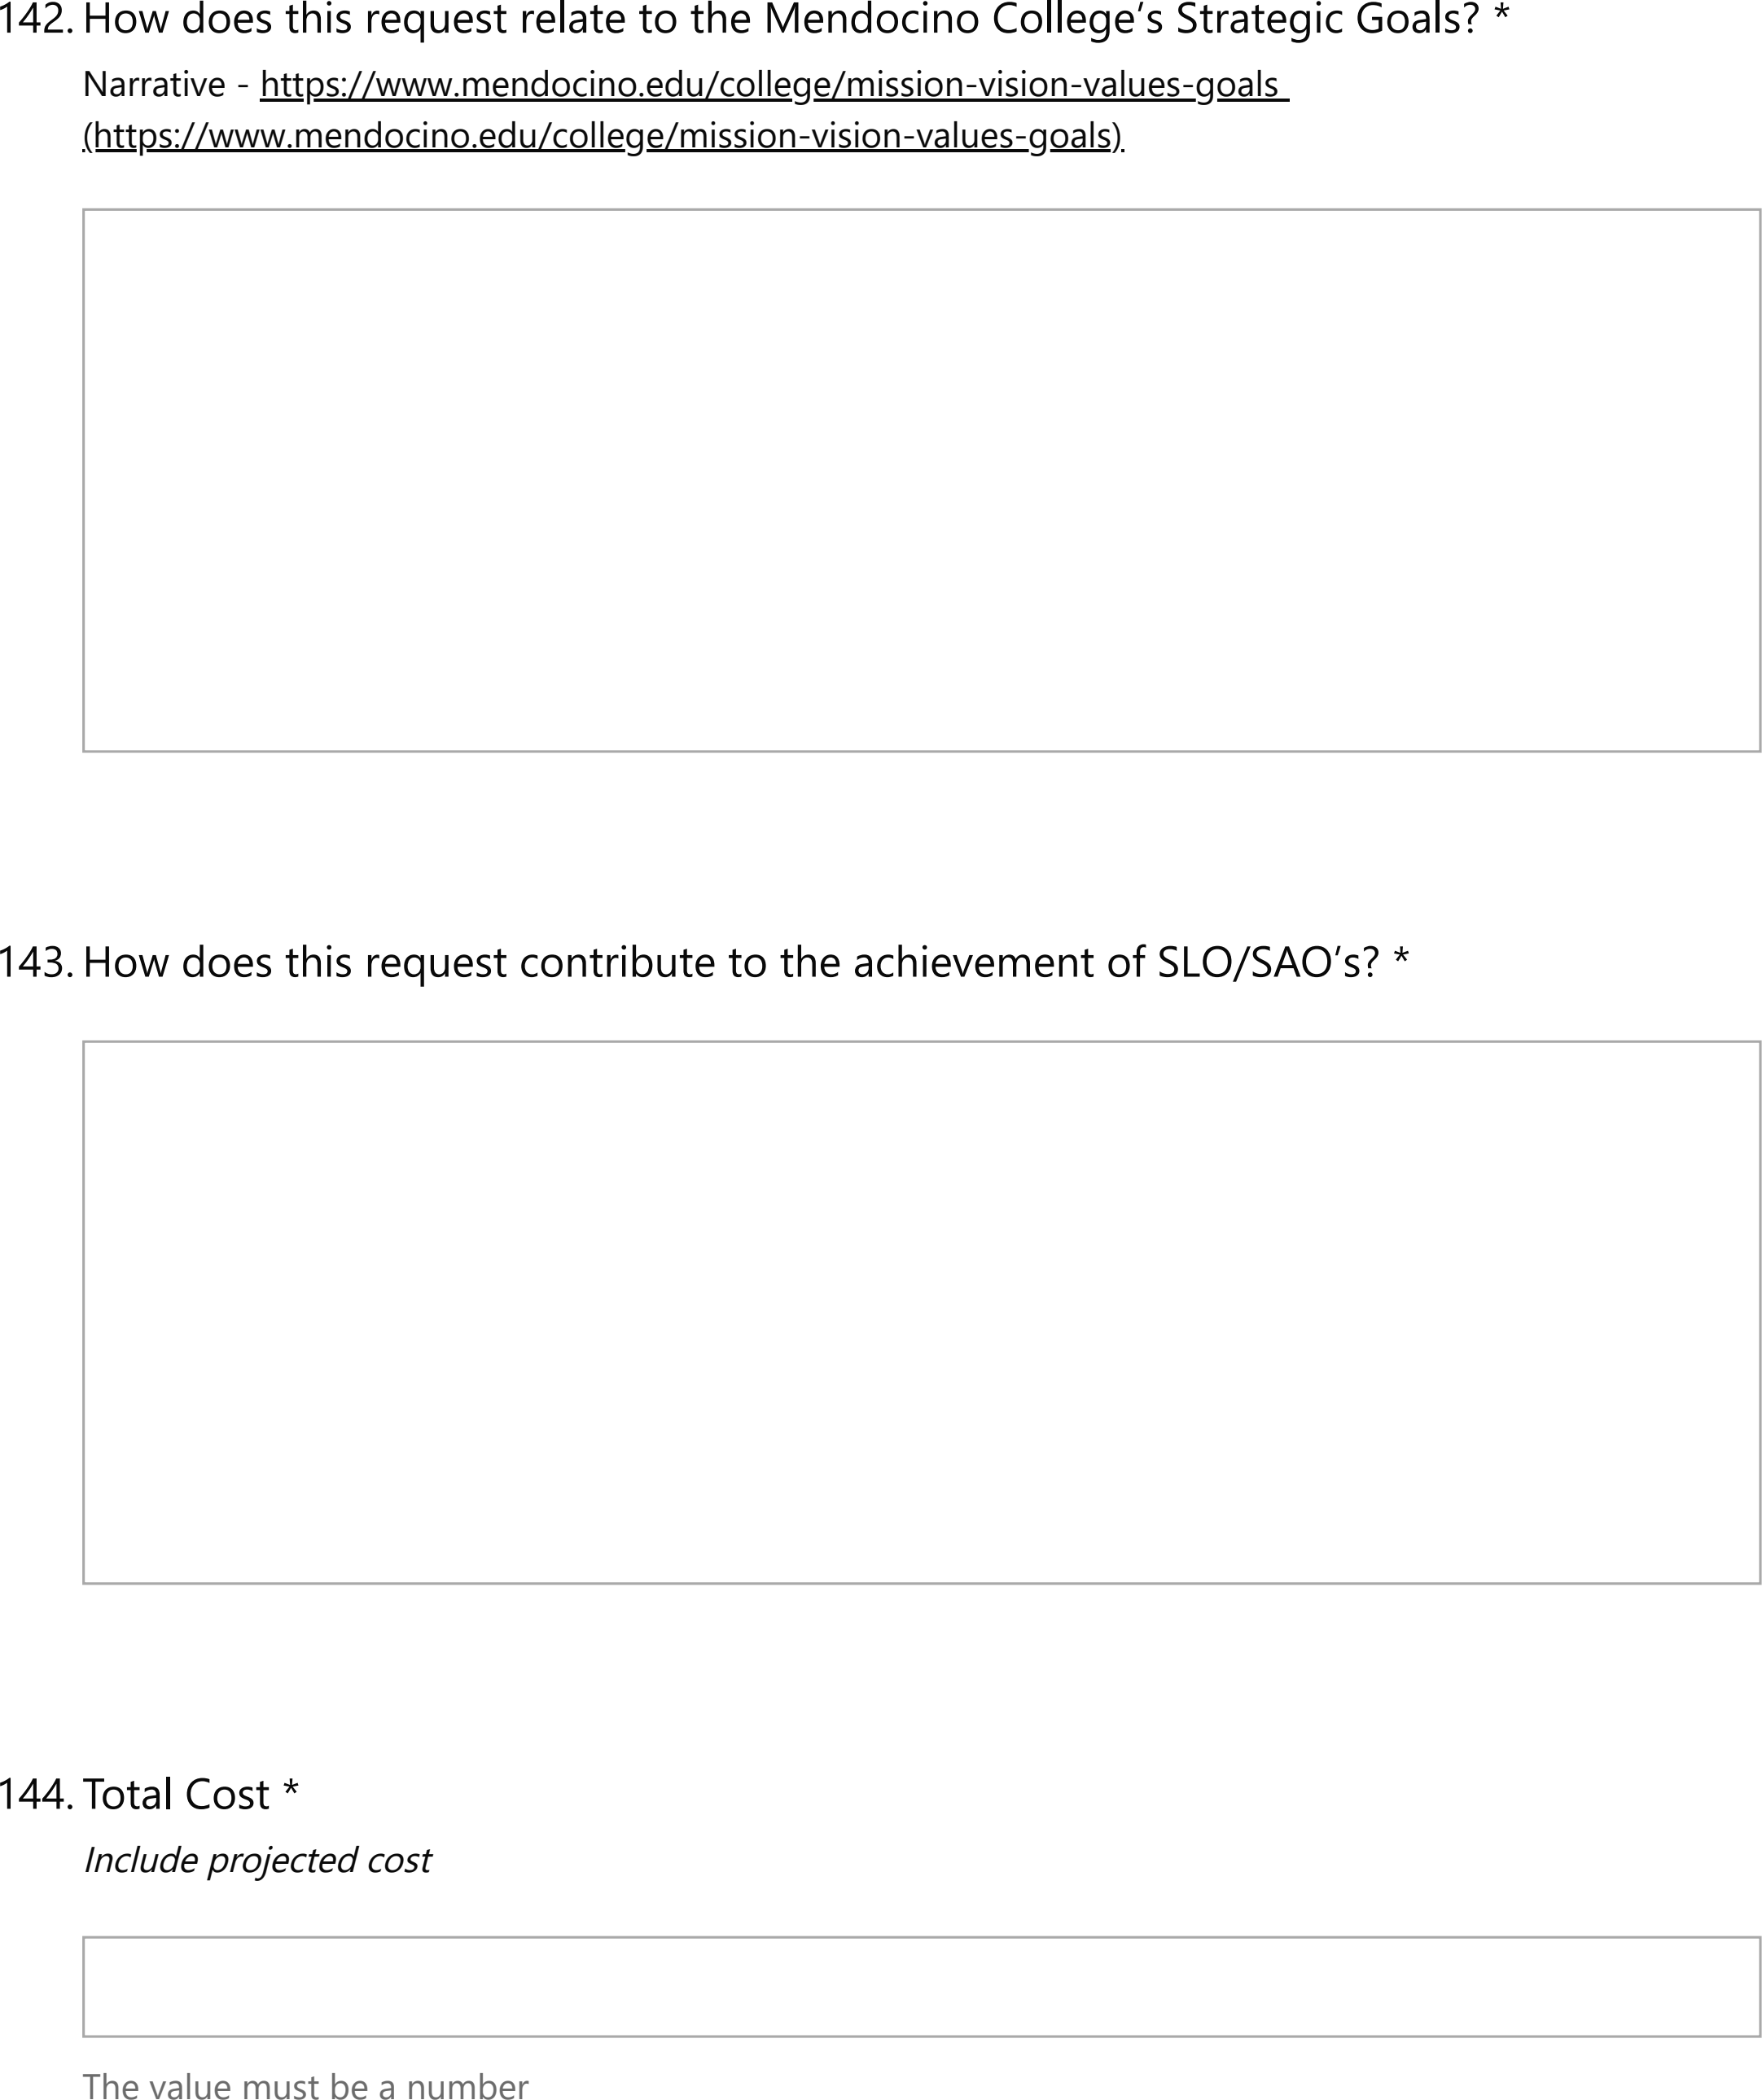 142. How does this request relate to the Mendocino College’s Strategic Goals? *
Narrative - https://www.mendocino.edu/college/mission-vision-values-goals
(https://www.mendocino.edu/college/mission-vision-values-goals)
143. How does this request contribute to the achievement of SLO/SAO’s? *
144. Total Cost *
Include projected cost
The value must be a number